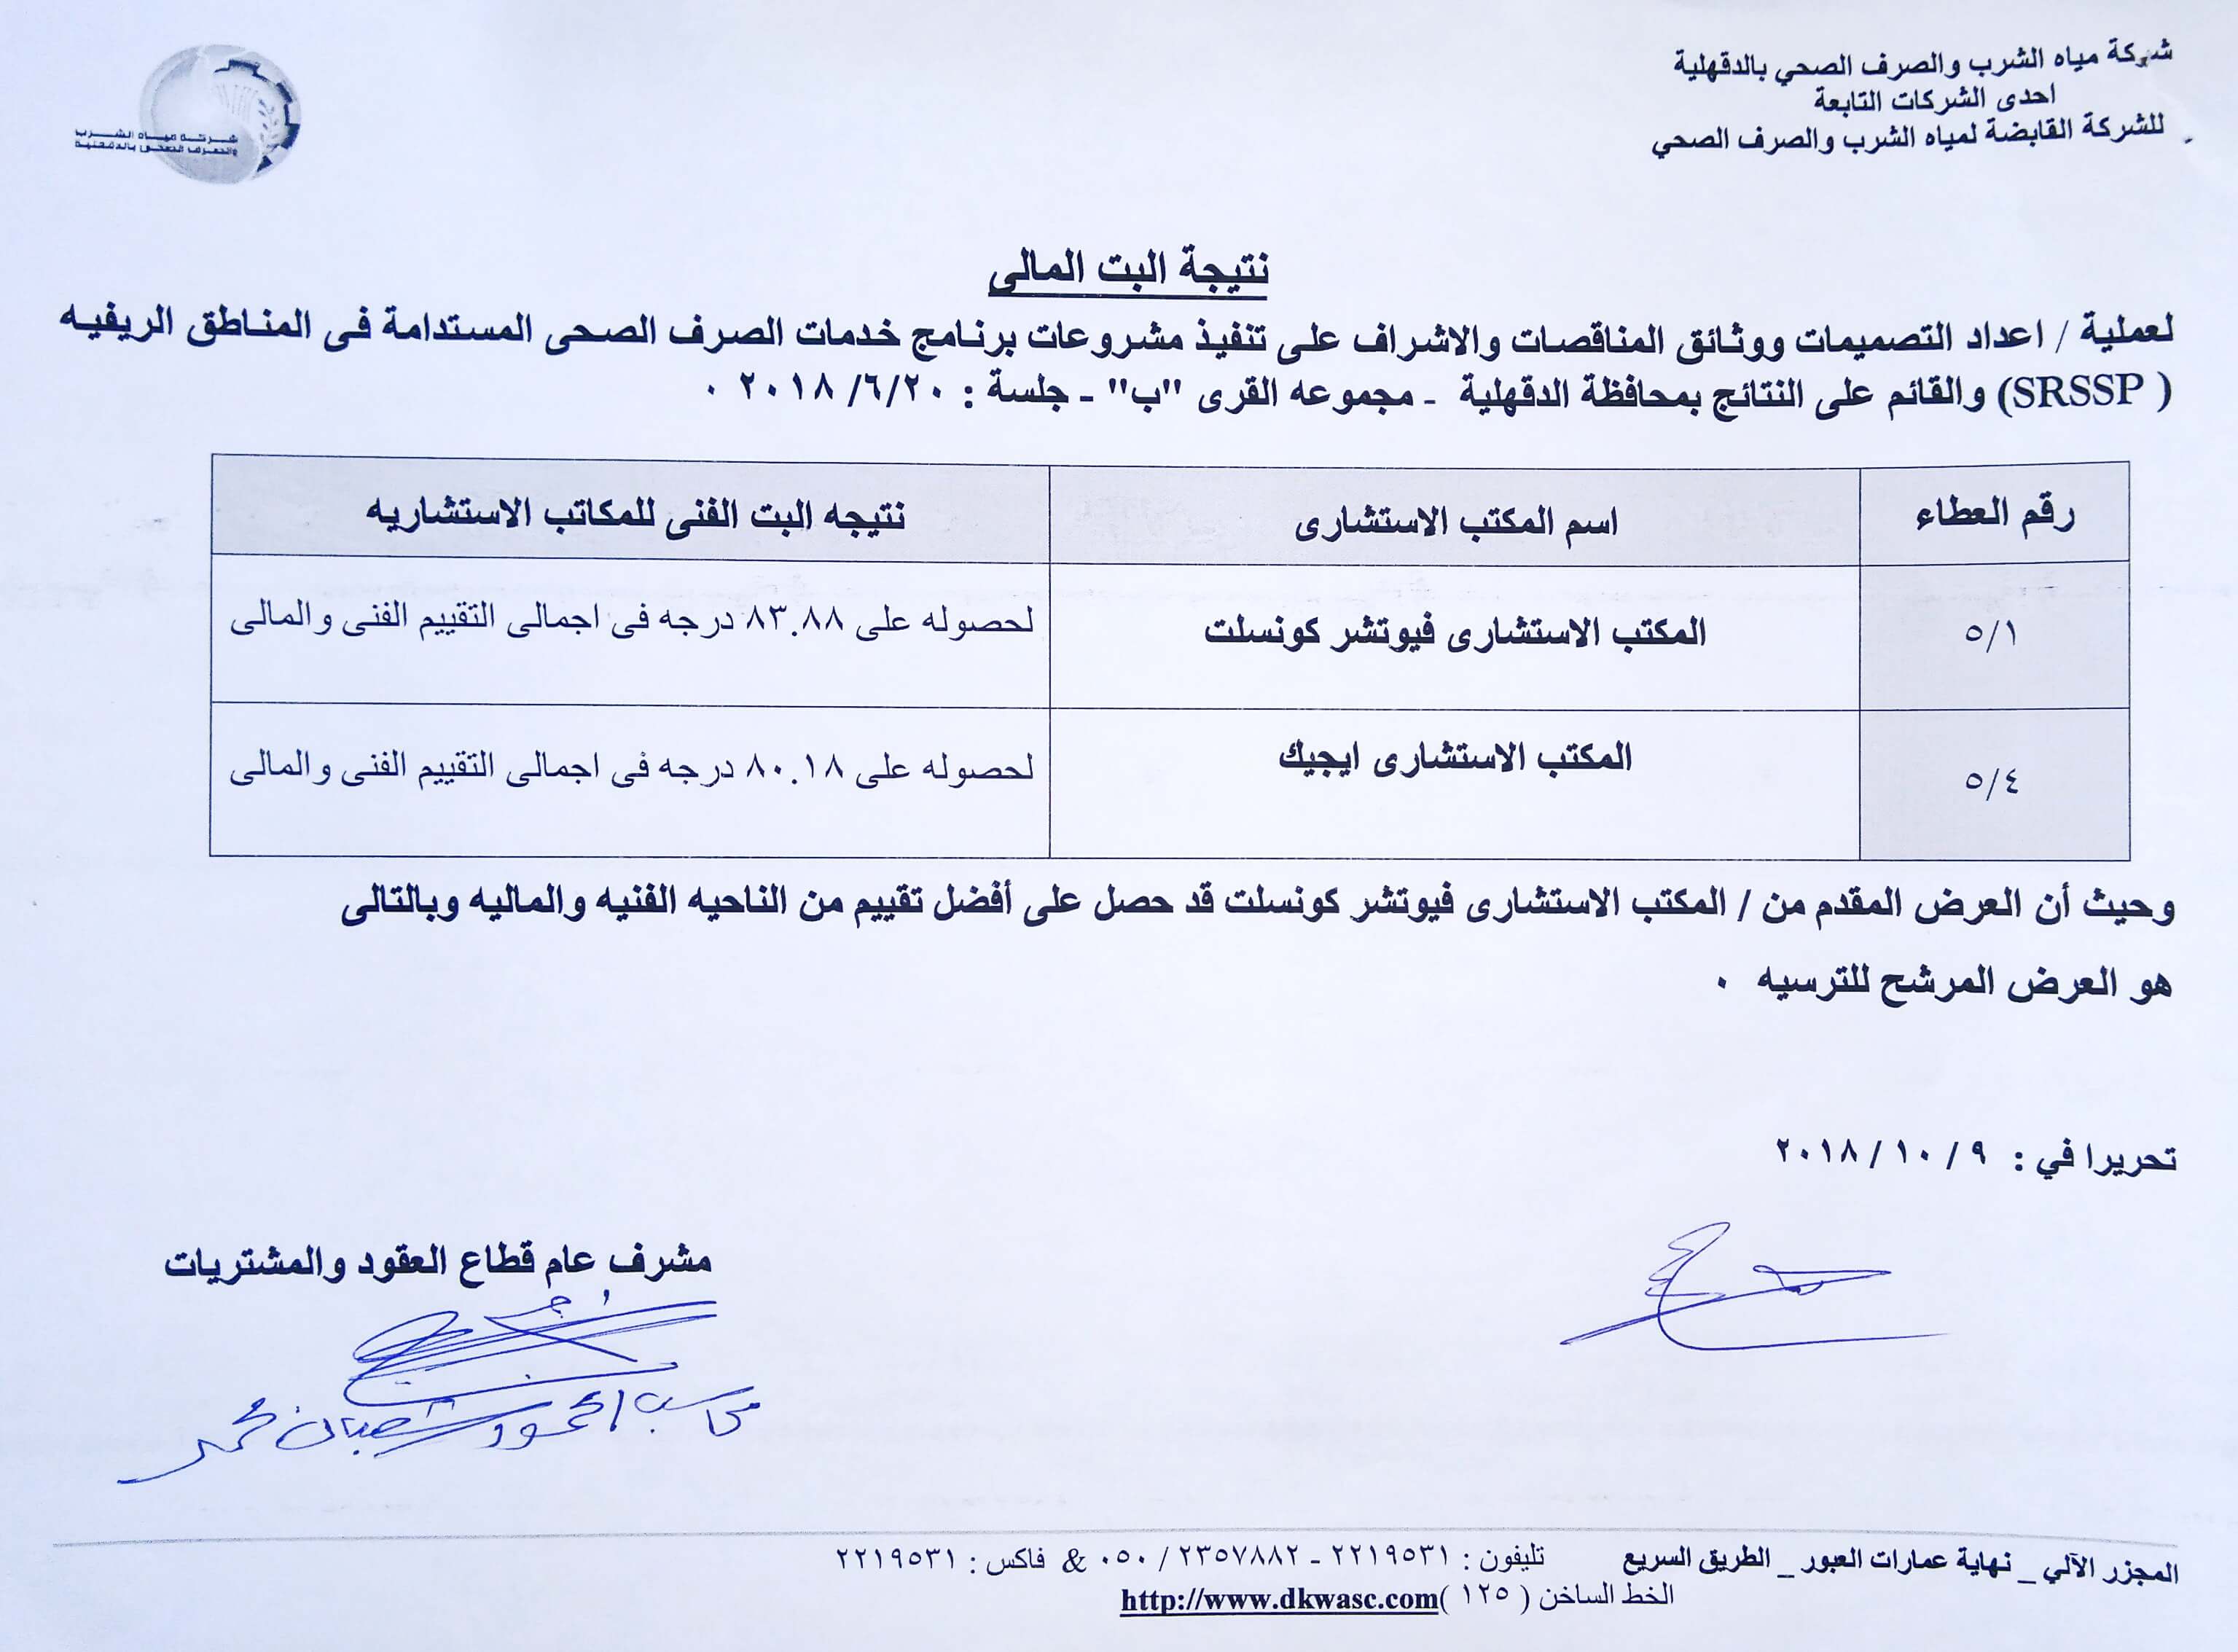 شركة مياه الشرب والصرف الصحي بالدقهلية
احدى الشركات التابعة
للشركة القابضة لمياه الشرب والصرف الصحي
شركة مياه الشرب
والصرف الصحى بالدقهلية
نتيجة البت المالى
لعملية / اعداد التصميمات ووثائق المناقصات والاشراف على تنفيذ مشروعات برنامج خدمات الصرف الصحى المستدامة فى المناطق الريفيه
( SRSSP) والقائم على النتائج بمحافظة الدقهلية - مجموعه القرى "ب" - جلسة : ٢٠١٨/٦/٢٠ ٠
رقم العطاء اسم المكتب الاستشارى نتيجه البت الفنى للمكاتب الاستشاريه
٥/١ المكتب الاستشارى فيوتشر كونسلت لحصوله على ٨٣.٨٨ درجه فى اجمالى التقييم الفنى والمالى
٥/٤ المكتب الاستشارى ايجيك لحصوله على ٨٠.١٨ درجه فى اجمالى التقييم الفنى والمالى
وحيث أن العرض المقدم من / المكتب الاستشارى فيوتشر كونسلت قد حصل على أفضل تقييم من الناحيه الفنيه والماليه وبالتالى
هو العرض المرشح للترسيه ٠
تحريرا في : ٩ / ١٠ / ٢٠١٨
مشرف عام قطاع العقود والمشتريات
محاسب / محمود شعبان محمد
المجزر الآلي _ نهاية عمارات العبور _ الطريق السريع تليفون : ٢٢١٩٥٣١ - ٢٣٥٧٨٨٢ / ٠٥٠ & فاكس : ٢٢١٩٥٣١
الخط الساخن ( ١٢٥ )http://www.dkwasc.com